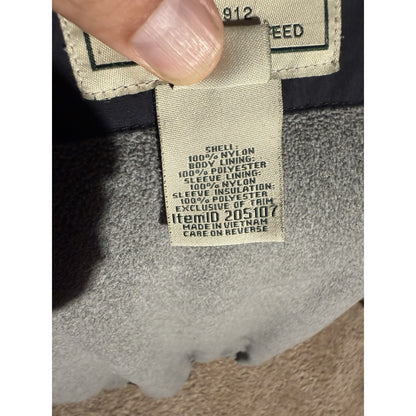 912
EED
SHELL:
100% NYLON
BODY LINING:
100% POLYESTER
SLEEVE LINING:
100% NYLON
SLEEVE INSULATION:
100% POLYESTER
EXCLUSIVE OF TRIM
ItemID 205107
MADE IN VIETNAM
CARE ON REVERSE